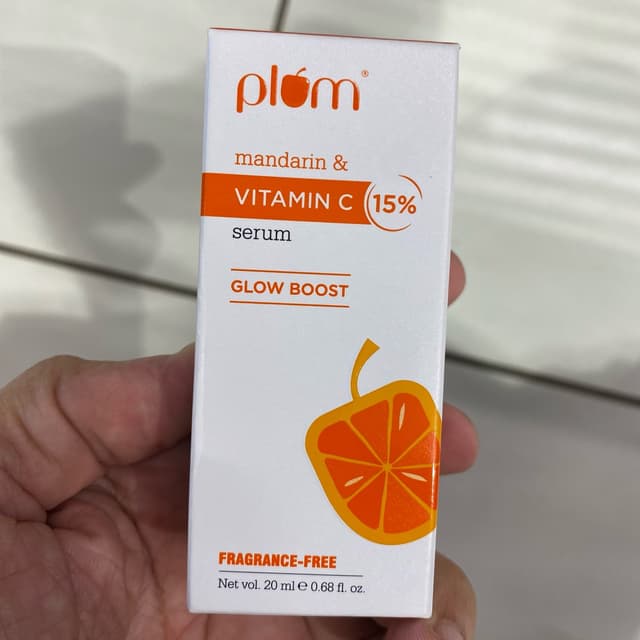 plum®
mandarin &
VITAMIN C 15%
serum
GLOW BOOST
FRAGRANCE-FREE
Net vol. 20 ml ℮ 0.68 fl. oz.